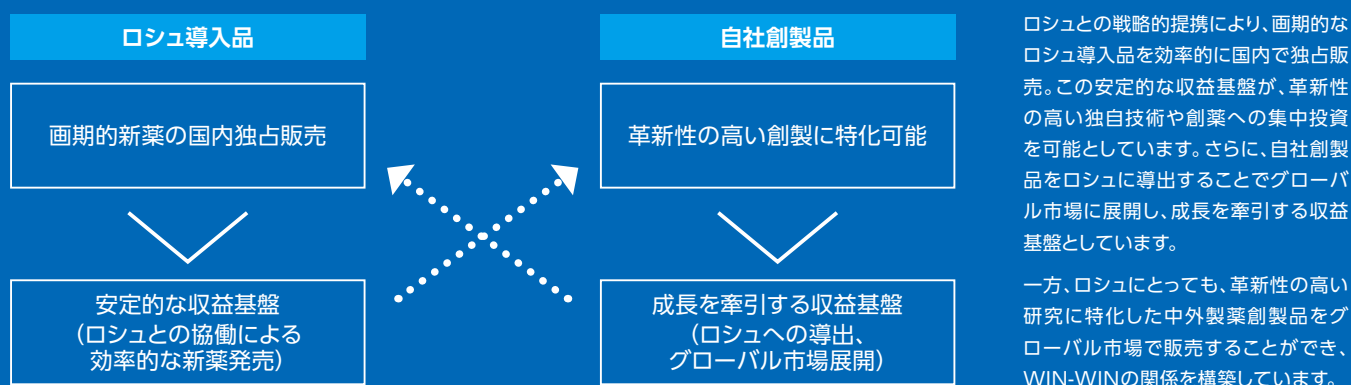 ロシュ導入品
画期的新薬の国内独占販売
安定的な収益基盤
（ロシュとの協働による
効率的な新薬発売）
自社創製品
革新性の高い創製に特化可能
成長を牽引する収益基盤
（ロシュへの導出、
グローバル市場展開）
ロシュとの戦略的提携により、画期的な
ロシュ導入品を効率的に国内で独占販
売。この安定的な収益基盤が、革新性
の高い独自技術や創薬への集中投資
を可能としています。さらに、自社創製
品をロシュに導出することでグローバ
ル市場に展開し、成長を牽引する収益
基盤としています。
一方、ロシュにとっても、革新性の高い
研究に特化した中外製薬創製品をグ
ローバル市場で販売することができ、
WIN-WINの関係を構築しています。